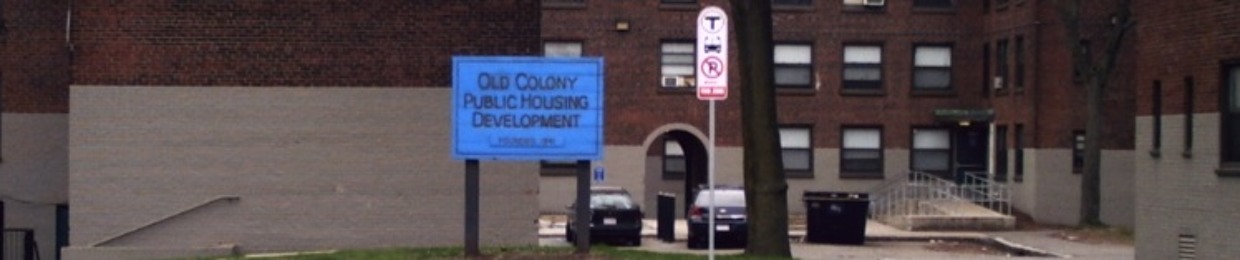 OLD COLONY
PUBLIC HOUSING
DEVELOPMENT
T
P